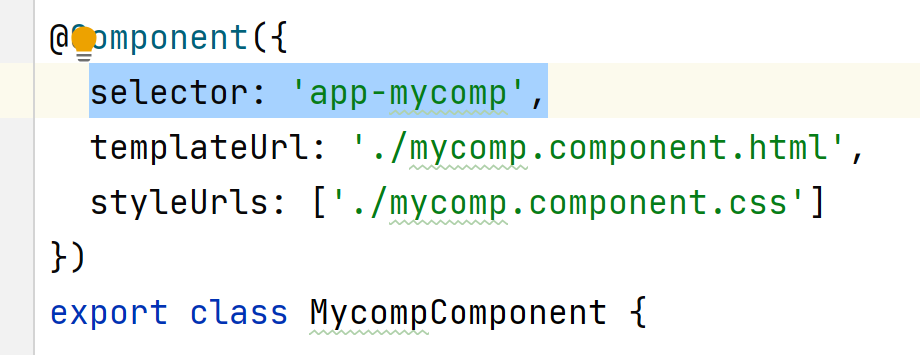 @Component({
selector: 'app-mycomp',
templateUrl: './mycomp.component.html',
styleUrls: ['./mycomp.component.css']
})
export class MycompComponent {